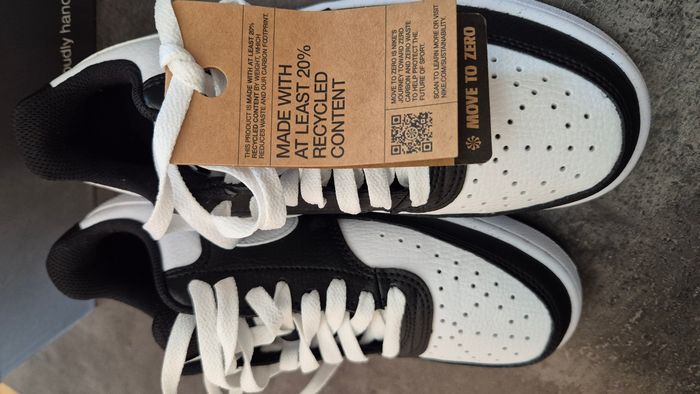 oudly han
THIS PRODUCT IS MADE WITH AT LEAST 20%
RECYCLED CONTENT BY WEIGHT, WHICH
REDUCES WASTE AND OUR CARBON FOOTPRINT.
MADE WITH
AT LEAST 20%
RECYCLED
CONTENT
MOVE TO ZERO IS NIKE'S
JOURNEY TOWARD ZERO
CARBON AND ZERO WASTE
TO HELP PROTECT THE
FUTURE OF SPORT.
SCAN TO LEARN MORE OR VISIT
NIKE.COM/SUSTAINABILITY.
MOVE TO ZERO